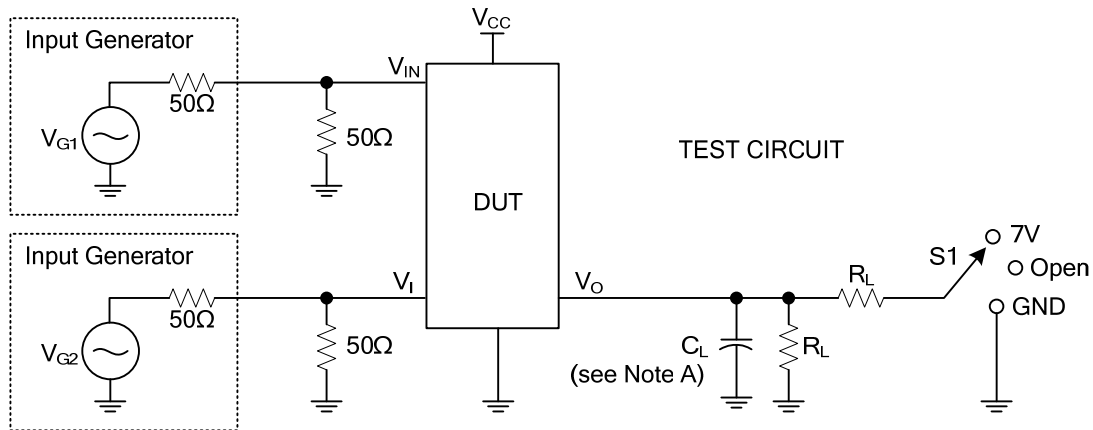 V_CC
Input Generator
V_IN
50Ω
V_G1
50Ω
TEST CIRCUIT
DUT
Input Generator
7V
S1
Open
V_I
V_O
R_L
50Ω
GND
V_G2
50Ω
C_L
R_L
(see Note A)